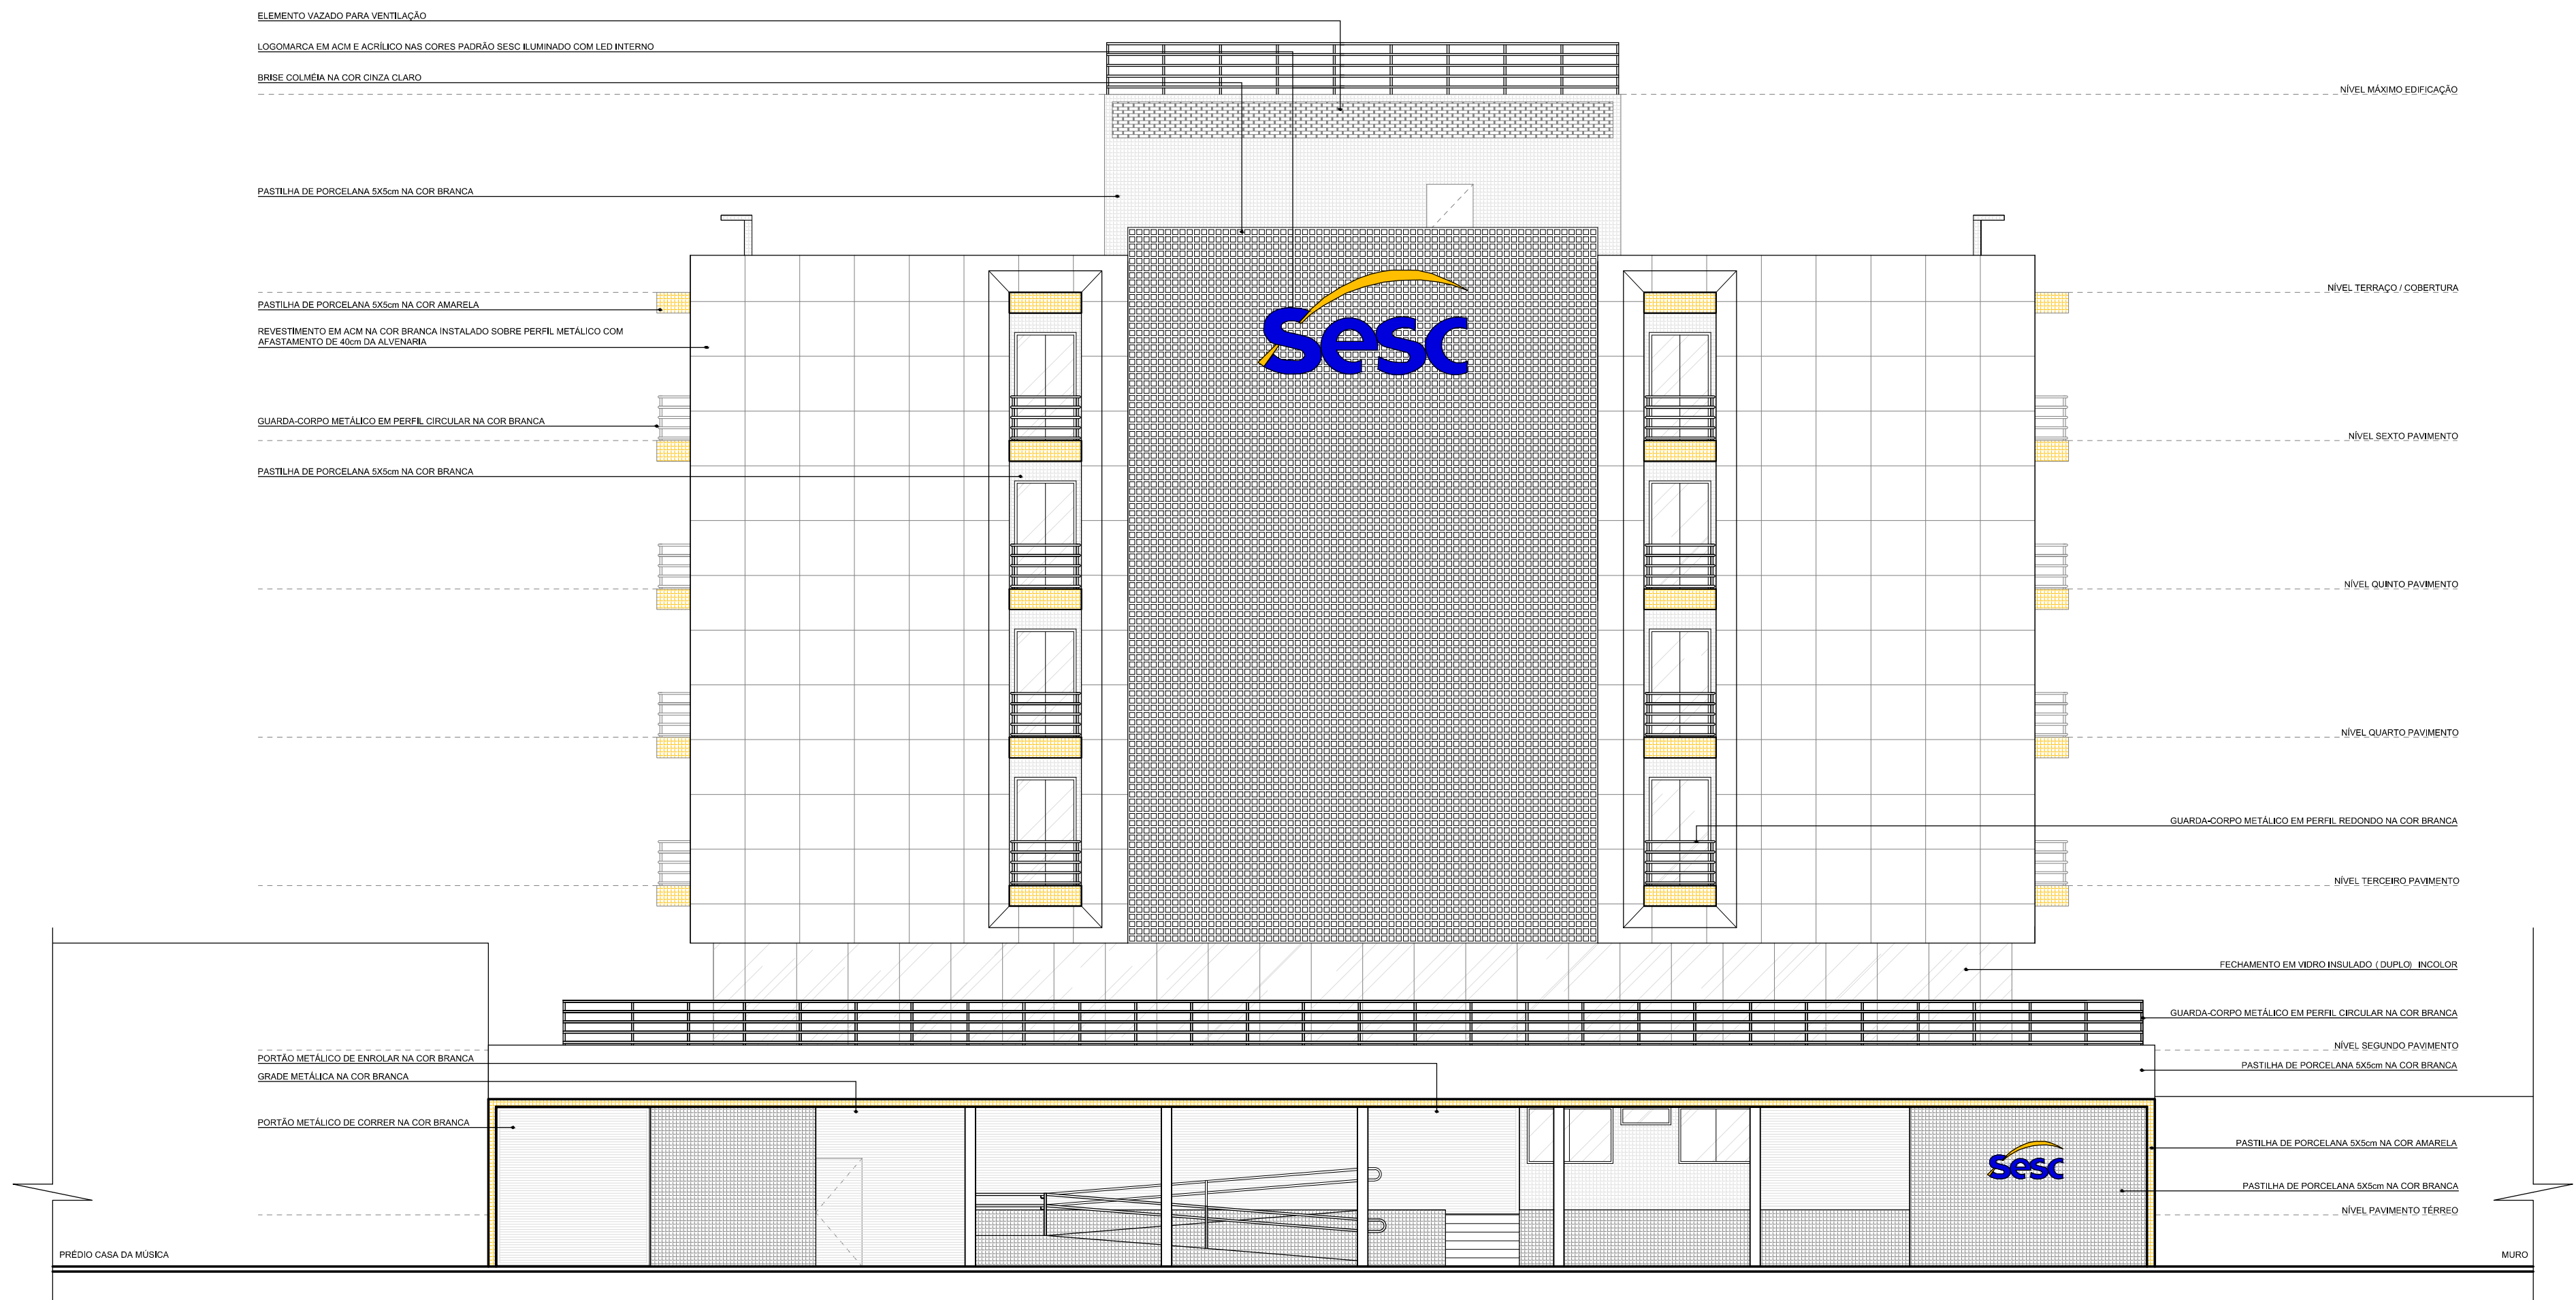 ELEMENTO VAZADO PARA VENTILAÇÃO
LOGOMARCA EM ACM E ACRÍLICO NAS CORES PADRÃO SESC ILUMINADO COM LED INTERNO
BRISE COLMÉIA NA COR CINZA CLARO
NÍVEL MÁXIMO EDIFICAÇÃO
PASTILHA DE PORCELANA 5X5cm NA COR BRANCA
NÍVEL TERRAÇO / COBERTURA
PASTILHA DE PORCELANA 5X5cm NA COR AMARELA
REVESTIMENTO EM ACM NA COR BRANCA INSTALADO SOBRE PERFIL METÁLICO COM
AFASTAMENTO DE 40cm DA ALVENARIA
sesc
GUARDA-CORPO METÁLICO EM PERFIL CIRCULAR NA COR BRANCA
NÍVEL SEXTO PAVIMENTO
PASTILHA DE PORCELANA 5X5cm NA COR BRANCA
NÍVEL QUINTO PAVIMENTO
NÍVEL QUARTO PAVIMENTO
GUARDA-CORPO METÁLICO EM PERFIL REDONDO NA COR BRANCA
NÍVEL TERCEIRO PAVIMENTO
FECHAMENTO EM VIDRO INSULADO ( DUPLO) INCOLOR
GUARDA-CORPO METÁLICO EM PERFIL CIRCULAR NA COR BRANCA
NÍVEL SEGUNDO PAVIMENTO
PORTÃO METÁLICO DE ENROLAR NA COR BRANCA
PASTILHA DE PORCELANA 5X5cm NA COR BRANCA
GRADE METÁLICA NA COR BRANCA
PORTÃO METÁLICO DE CORRER NA COR BRANCA
PASTILHA DE PORCELANA 5X5cm NA COR AMARELA
sesc
PASTILHA DE PORCELANA 5X5cm NA COR BRANCA
NÍVEL PAVIMENTO TÉRREO
PRÉDIO CASA DA MÚSICA
MURO